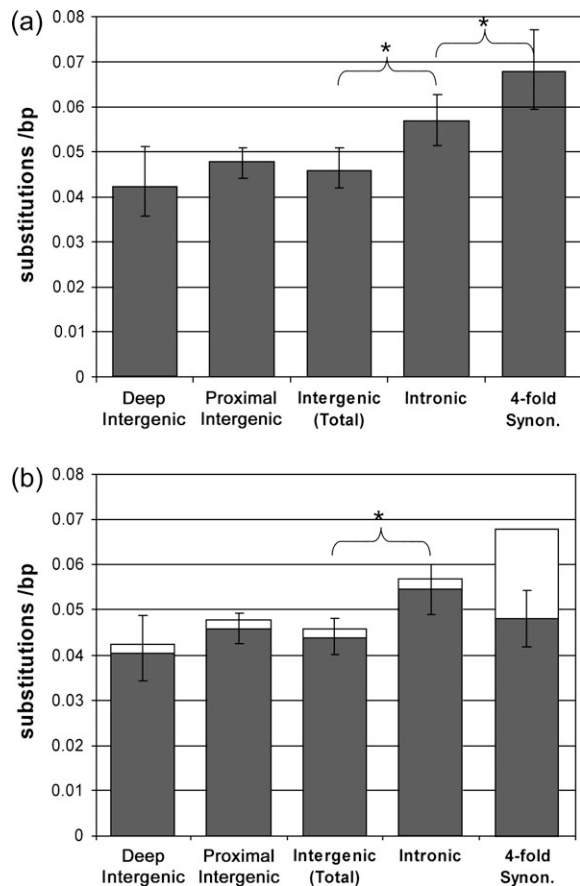 (a)
substitutions /bp
0.08
0.07
0.06
0.05
0.04
0.03
0.02
0.01
0
*
*
Deep
Intergenic
Proximal
Intergenic
Intergenic
(Total)
Intronic
4-fold
Synon.
(b)
substitutions /bp
0.08
0.07
0.06
0.05
0.04
0.03
0.02
0.01
0
*
Deep
Intergenic
Proximal
Intergenic
Intergenic
(Total)
Intronic
4-fold
Synon.